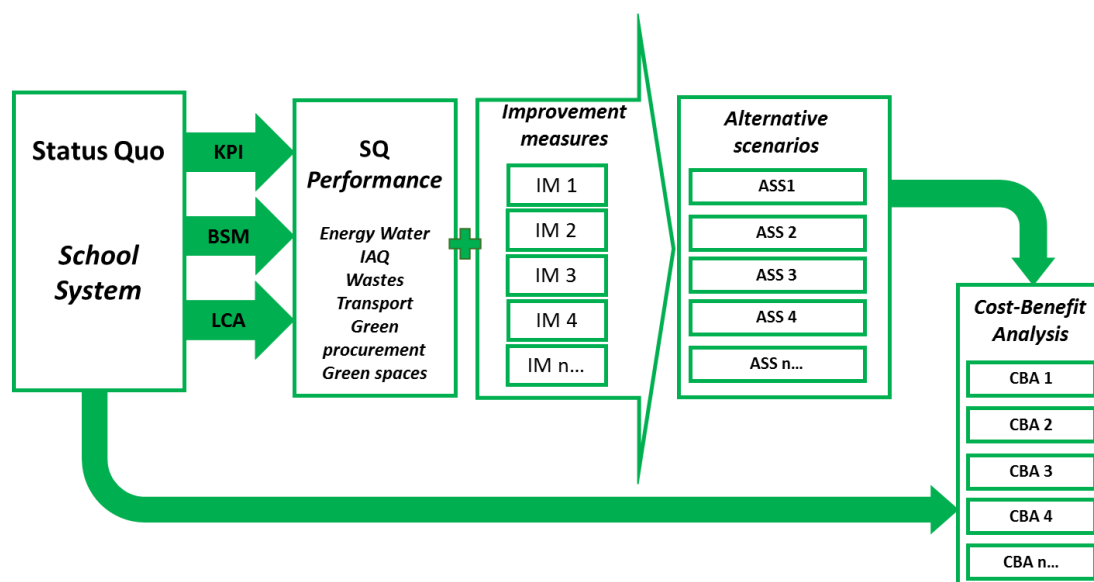 Status Quo
School
System
KPI
BSM
LCA
SQ
Performance
Energy Water
IAQ
Wastes
Transport
Green
procurement
Green spaces
Improvement
measures
IM 1
IM 2
IM 3
IM 4
IM n...
Alternative
scenarios
ASS1
ASS 2
ASS 3
ASS 4
ASS n...
Cost-Benefit
Analysis
CBA 1
CBA 2
CBA 3
CBA 4
CBA n...